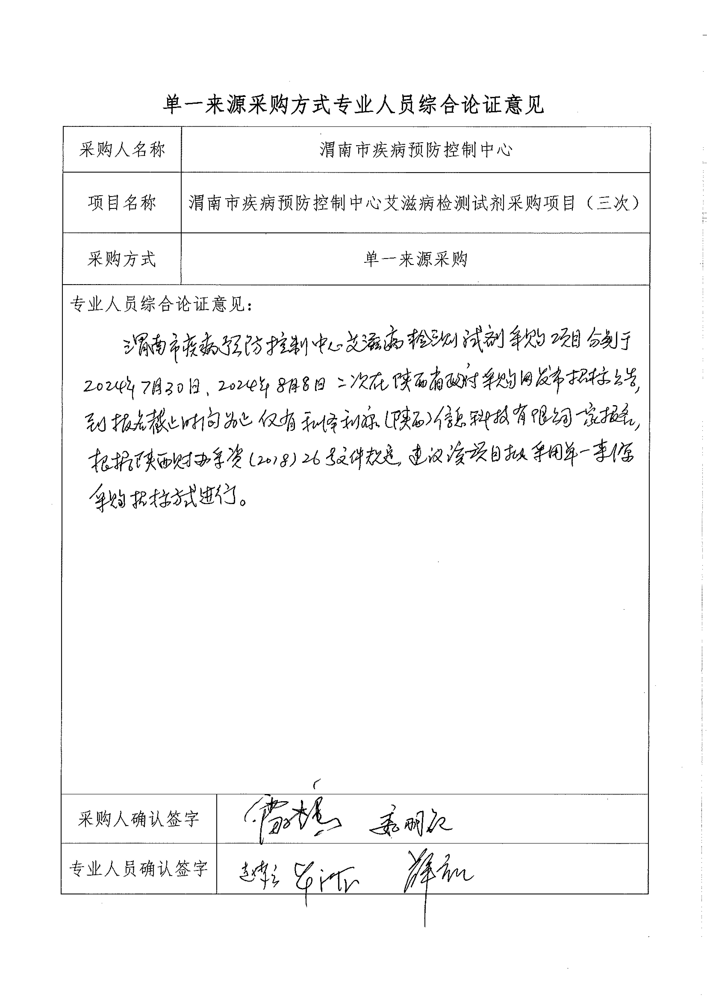 单一来源采购方式专业人员综合论证意见
采购人名称
渭南市疾病预防控制中心
项目名称
渭南市疾病预防控制中心艾滋病检测试剂采购项目（三次）
采购方式
单一来源采购
专业人员综合论证意见：
渭南市疾病预防控制中心艾滋病检测试剂采购项目分别于
2024年7月30日、2024年8月8日二次在陕西省政府采购网发布招标公告，
到报名截止时间为止仅有利泽利源（陕西）信息科技有限公司一家报名，
根据陕西财办采资（2018）26号文件规定，建议该项目拟采用单一来源
采购招标方式进行。
采购人确认签字
专业人员确认签字